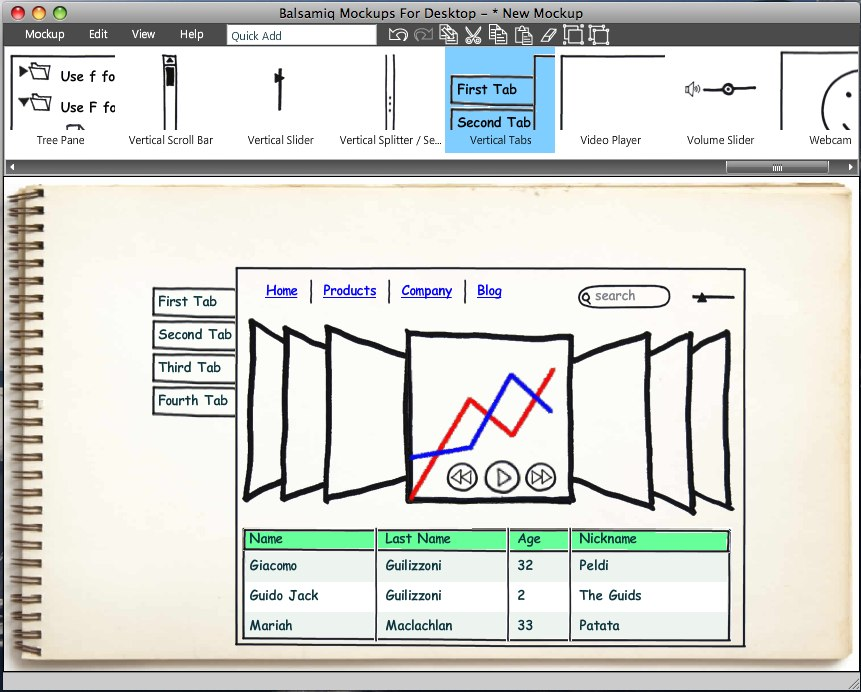 Balsamiq Mockups For Desktop - * New Mockup
Mockup Edit View Help Quick Add
Use f fo
Use F fo
First Tab
Second Tab
Tree Pane Vertical Scroll Bar Vertical Slider Vertical Splitter / Se... Vertical Tabs Video Player Volume Slider Webcam
Home Products Company Blog search
First Tab
Second Tab
Third Tab
Fourth Tab
Name Last Name Age Nickname
Giacomo Guilizzoni 32 Peldi
Guido Jack Guilizzoni 2 The Guids
Mariah Maclachlan 33 Patata